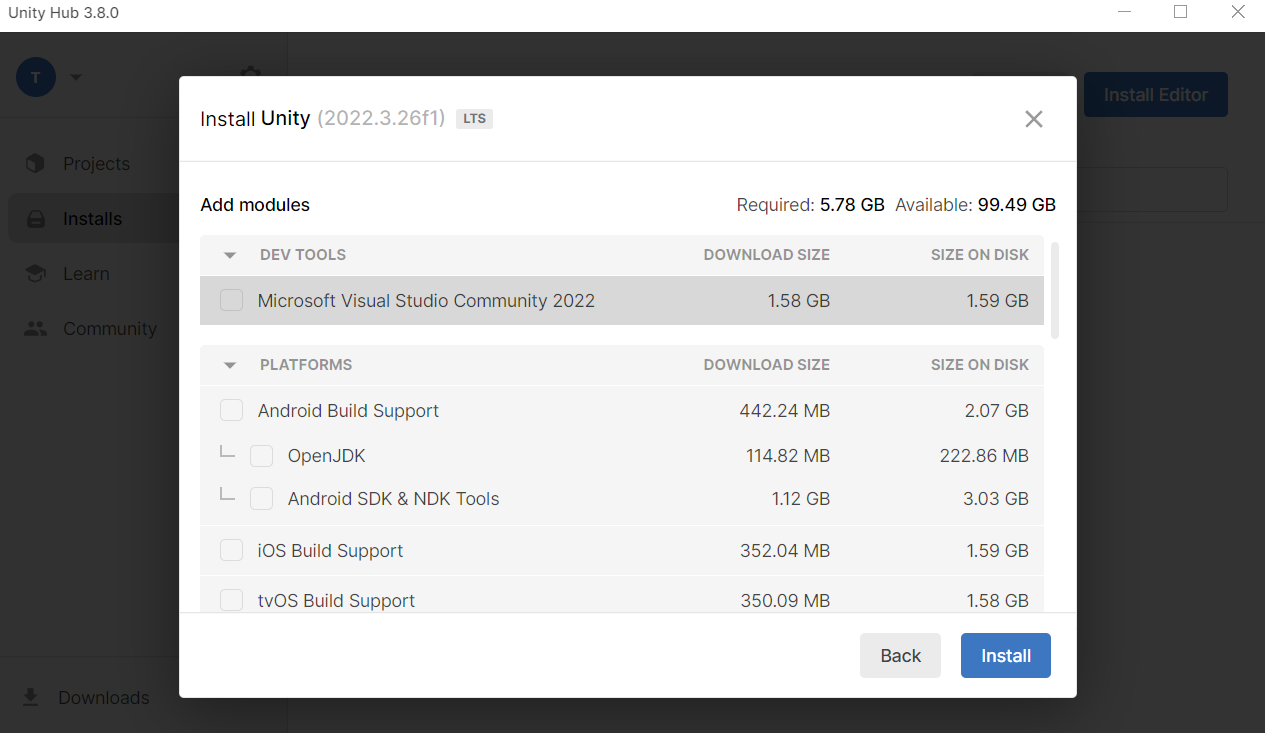 Unity Hub 3.8.0
T
Install Editor
Projects
Installs
Learn
Community
Downloads
Install Unity (2022.3.26f1) LTS
Add modules Required: 5.78 GB Available: 99.49 GB
DEV TOOLS DOWNLOAD SIZE SIZE ON DISK
Microsoft Visual Studio Community 2022 1.58 GB 1.59 GB
PLATFORMS DOWNLOAD SIZE SIZE ON DISK
Android Build Support 442.24 MB 2.07 GB
OpenJDK 114.82 MB 222.86 MB
Android SDK & NDK Tools 1.12 GB 3.03 GB
iOS Build Support 352.04 MB 1.59 GB
tvOS Build Support 350.09 MB 1.58 GB
Back Install